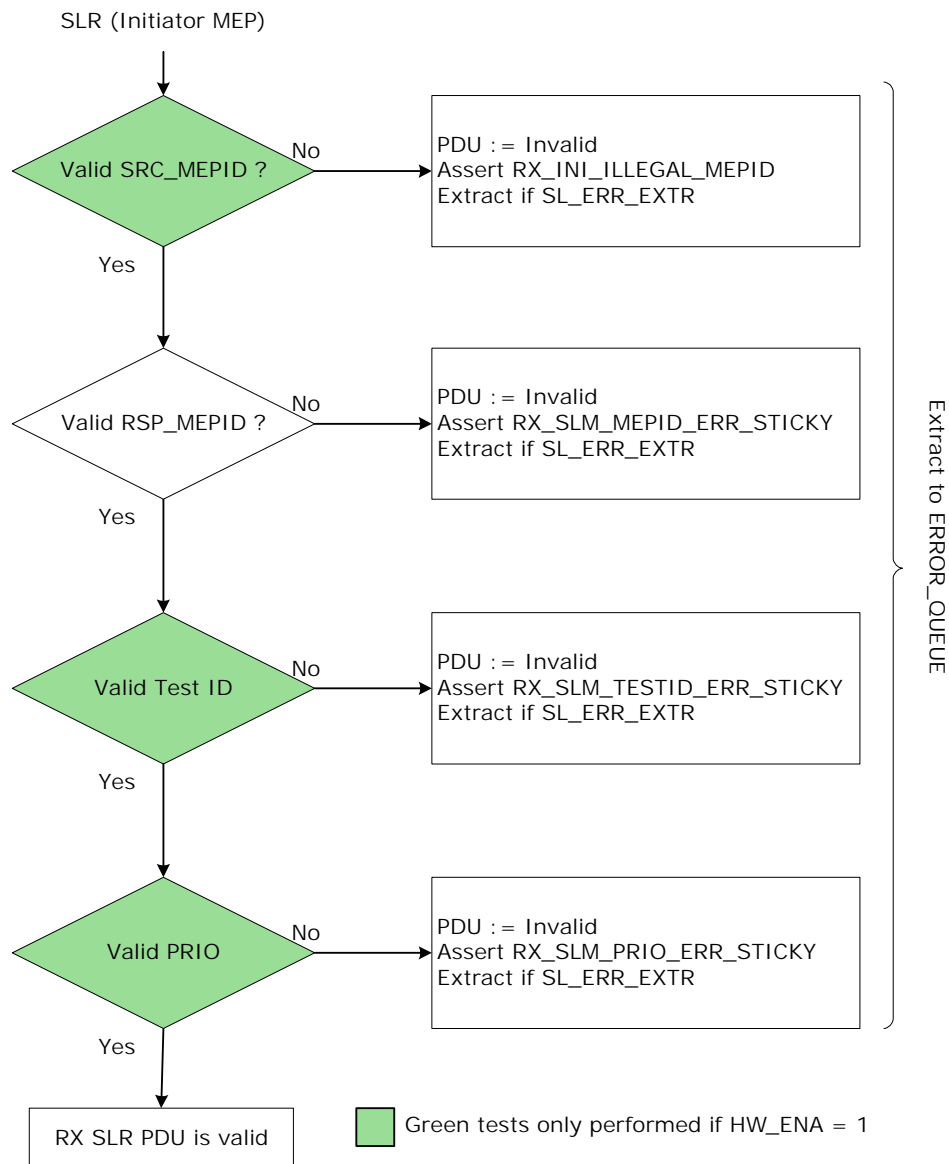 SLR (Initiator MEP)
Valid SRC_MEPID ?
No
PDU := Invalid
Assert RX_INI_ILLEGAL_MEPID
Extract if SL_ERR_EXTR
Yes
Valid RSP_MEPID ?
No
PDU := Invalid
Assert RX_SLM_MEPID_ERR_STICKY
Extract if SL_ERR_EXTR
Yes
Extract to ERROR_QUEUE
Valid Test ID
No
PDU := Invalid
Assert RX_SLM_TESTID_ERR_STICKY
Extract if SL_ERR_EXTR
Yes
Valid PRIO
No
PDU := Invalid
Assert RX_SLM_PRIO_ERR_STICKY
Extract if SL_ERR_EXTR
Yes
RX SLR PDU is valid
Green tests only performed if HW_ENA = 1